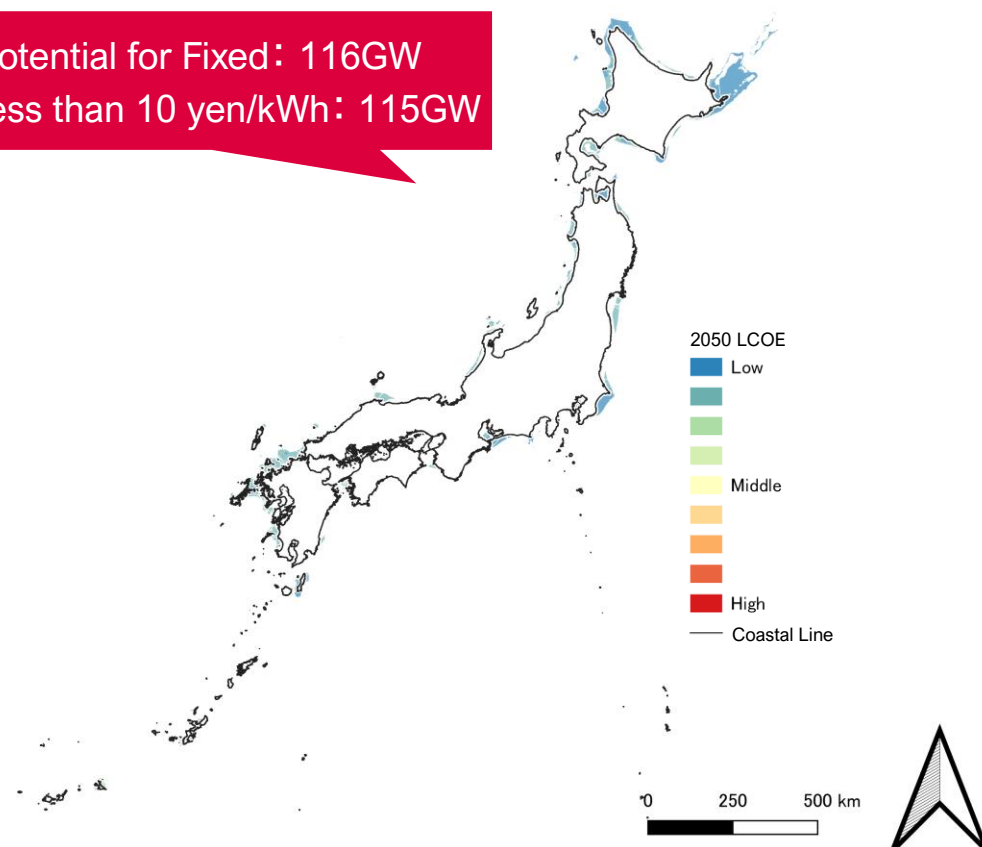 otential for Fixed：116GW
ess than 10 yen/kWh：115GW
2050 LCOE
Low
Middle
High
Coastal Line
0 250 500 km